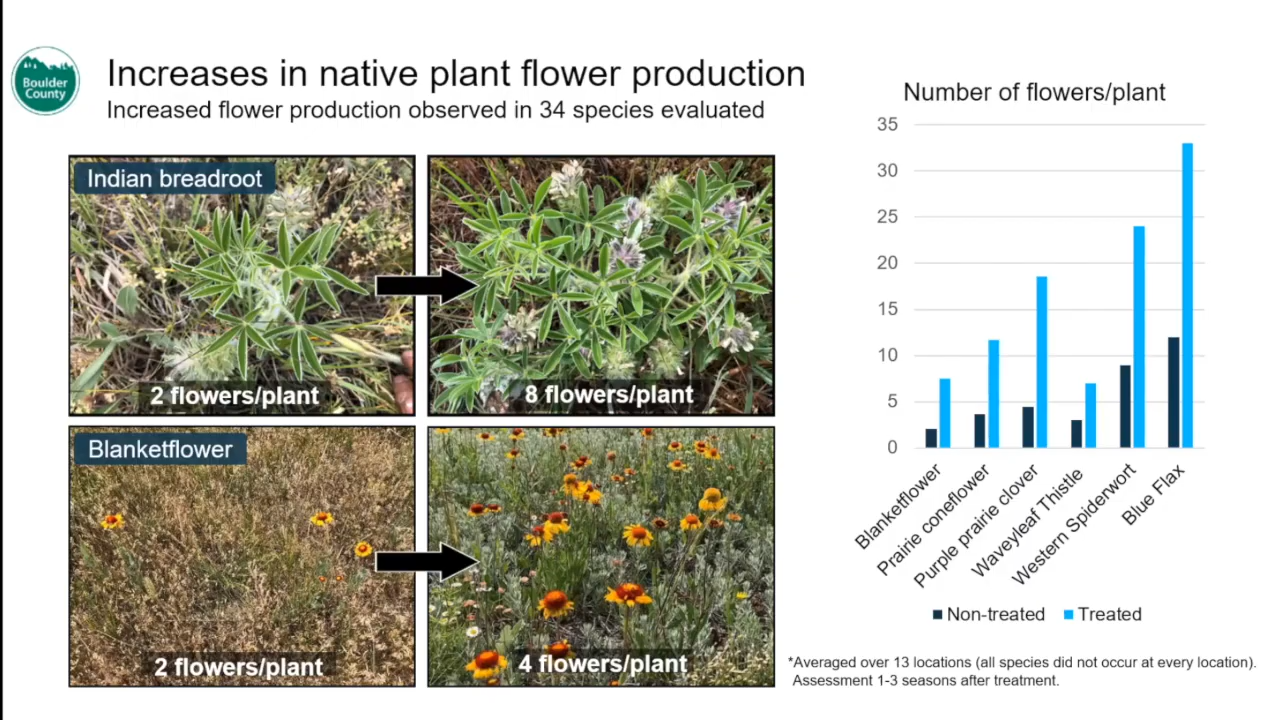 Boulder
County
Increases in native plant flower production
Increased flower production observed in 34 species evaluated
Indian breadroot
2 flowers/plant
8 flowers/plant
Blanketflower
2 flowers/plant
4 flowers/plant
Number of flowers/plant
35
30
25
20
15
10
5
0
Blanketflower
Prairie coneflower
Purple prairie clover
Waveyleaf Thistle
Western Spiderwort
Blue Flax
Non-treated Treated
*Averaged over 13 locations (all species did not occur at every location).
Assessment 1-3 seasons after treatment.